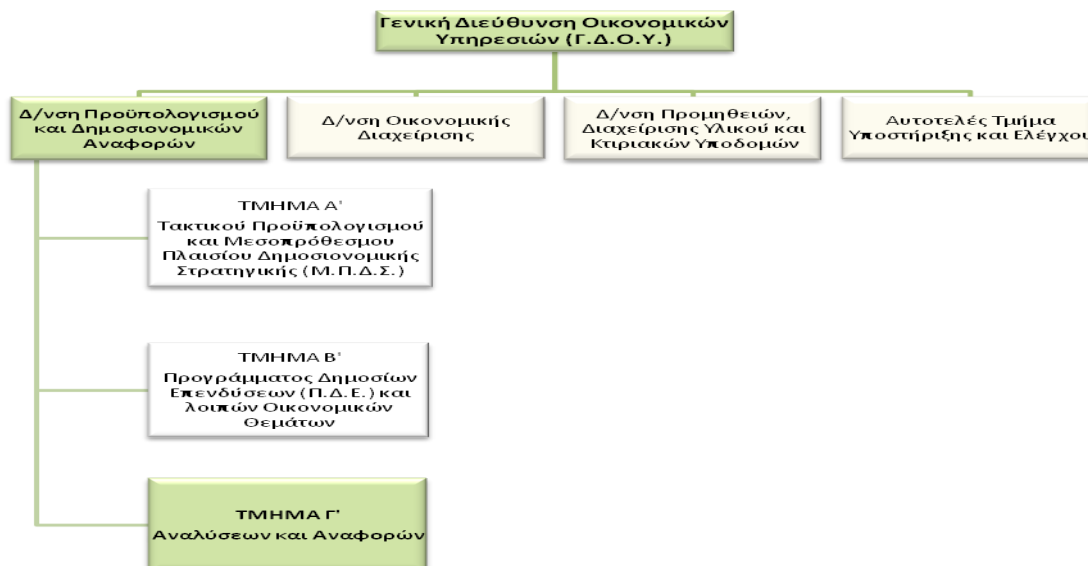 Γενική Διεύθυνση Οικονομικών
Υπηρεσιών (Γ.Δ.Ο.Υ.)
Δ/νση Προϋπολογισμού
και Δημοσιονομικών
Αναφορών
Δ/νση Οικονομικής
Διαχείρισης
Δ/νση Προμηθειών,
Διαχείρισης Υλικού και
Κτιριακών Υποδομών
Αυτοτελές Τμήμα
Υποστήριξης και Ελέγχου
ΤΜΗΜΑ Α'
Τακτικού Προϋπολογισμού
και Μεσοπρόθεσμου
Πλαισίου Δημοσιονομικής
Στρατηγικής (Μ.Π.Δ.Σ.)
ΤΜΗΜΑ Β'
Προγράμματος Δημοσίων
Επενδύσεων (Π.Δ.Ε.) και
λοιπών Οικονομικών
Θεμάτων
ΤΜΗΜΑ Γ'
Αναλύσεων και Αναφορών